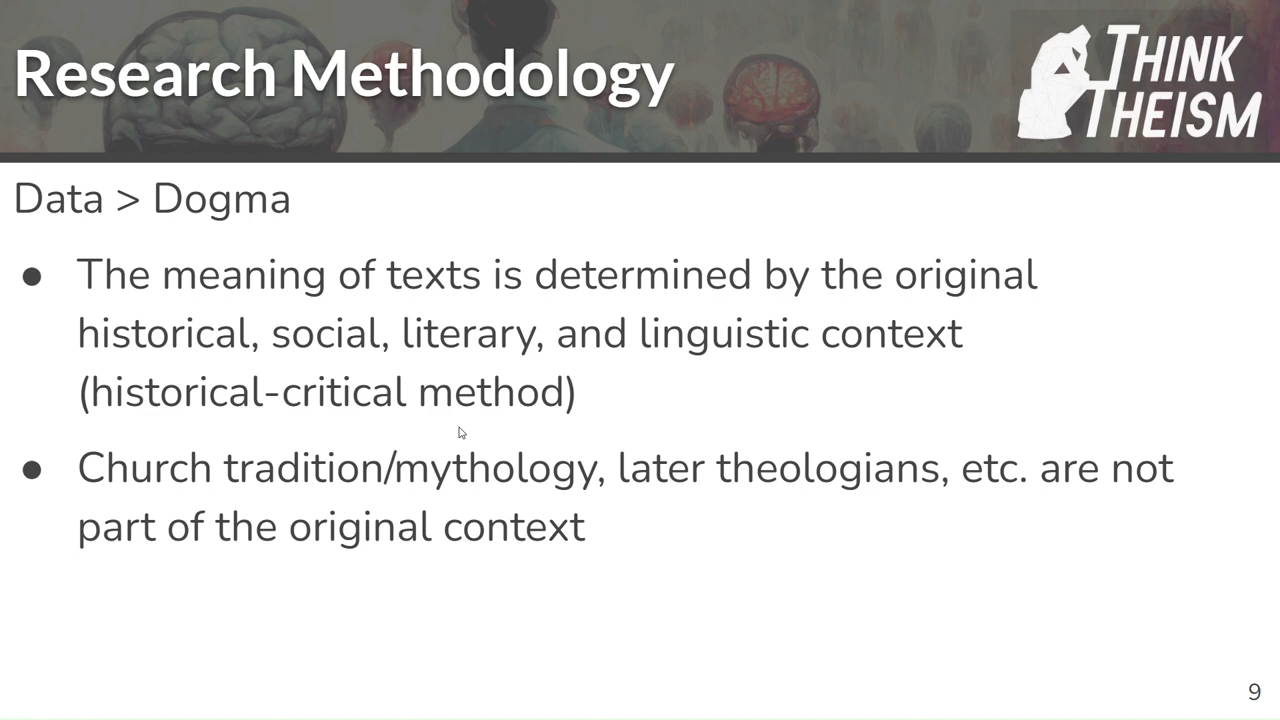 Research Methodology
THINK
THEISM
Data > Dogma
● The meaning of texts is determined by the original
historical, social, literary, and linguistic context
(historical-critical method)
● Church tradition/mythology, later theologians, etc. are not
part of the original context
9